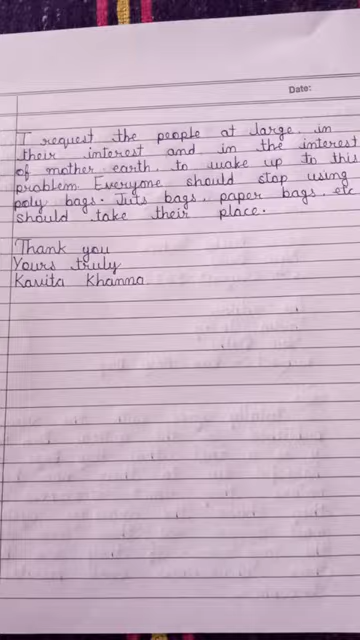 Date:
I request the people at large, in
their interest and in the interest
of mother earth, to wake up to this
problem. Everyone should stop using
poly bags. Juts bags, paper bags, etc
should take their place.
Thank you
Yours truly
Kavita Khanna